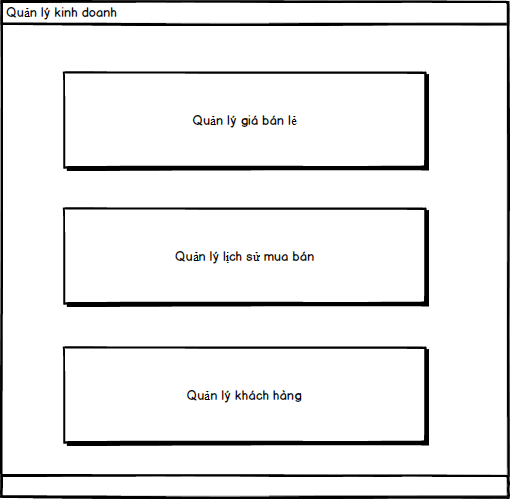 Quản lý kinh doanh
Quản lý giá bán lẻ
Quản lý lịch sử mua bán
Quản lý khách hàng